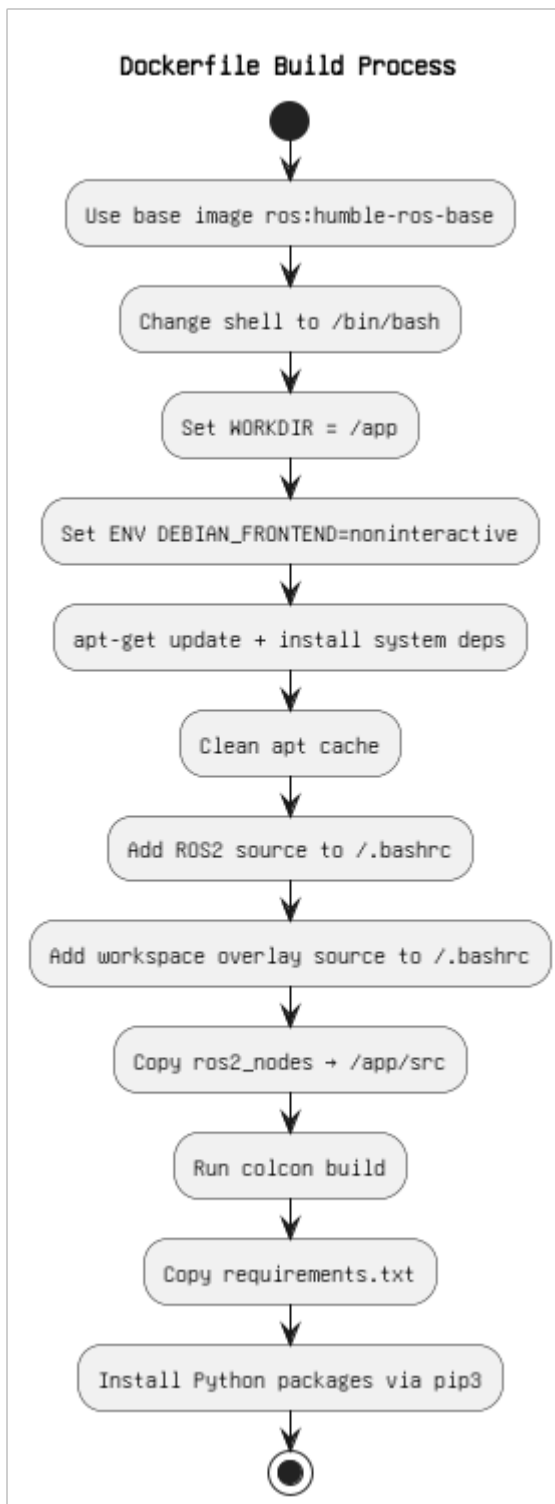 Dockerfile Build Process
Use base image ros:humble-ros-base
Change shell to /bin/bash
Set WORKDIR = /app
Set ENV DEBIAN_FRONTEND=noninteractive
apt-get update + install system deps
Clean apt cache
Add ROS2 source to /.bashrc
Add workspace overlay source to /.bashrc
Copy ros2_nodes → /app/src
Run colcon build
Copy requirements.txt
Install Python packages via pip3